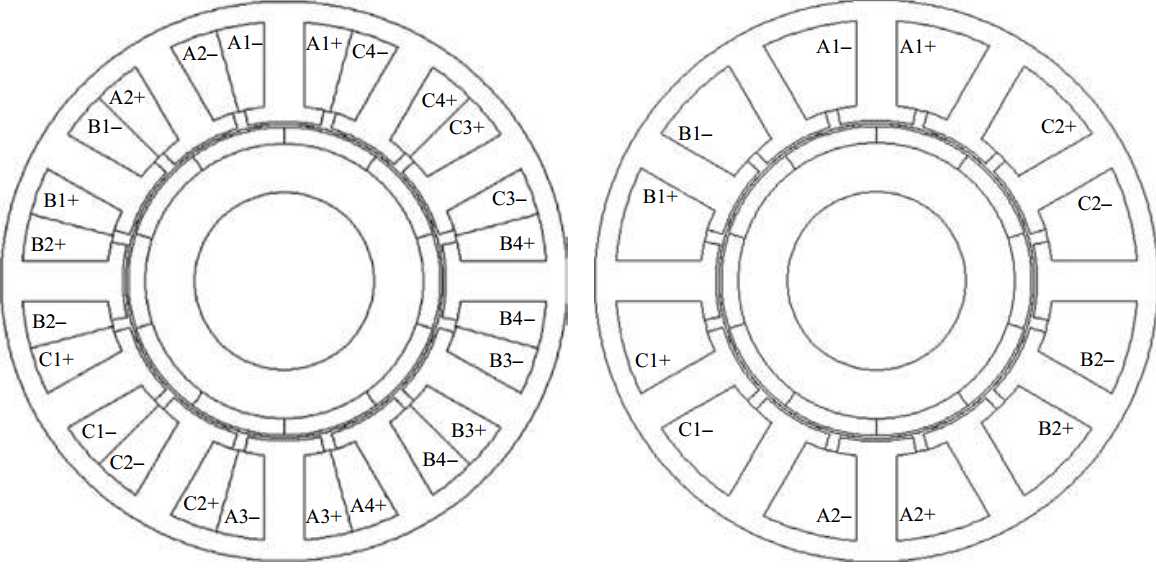 A2– A1– A1+ C4–
A2+ C4+
B1– C3+
B1+ C3–
B2+ B4+
B2– B4–
C1+ B3–
C1– B3+
C2– B4–
C2+ A3– A3+ A4+
A1– A1+
B1– C2+
B1+ C2–
C1+ B2–
C1– B2+
A2– A2+